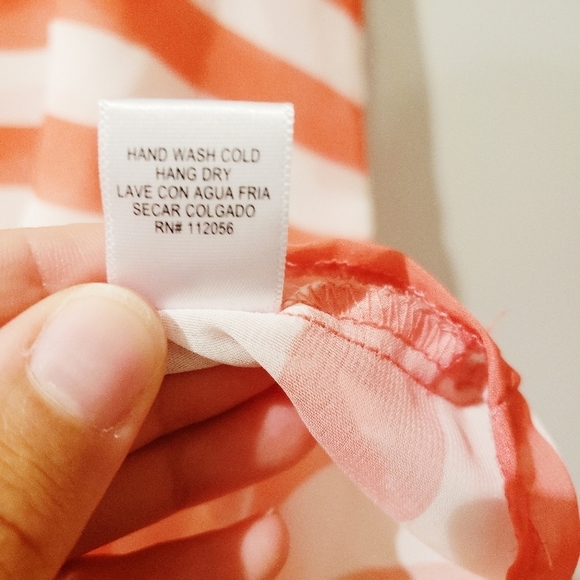 HAND WASH COLD
HANG DRY
LAVE CON AGUA FRIA
SECAR COLGADO
RN# 112056